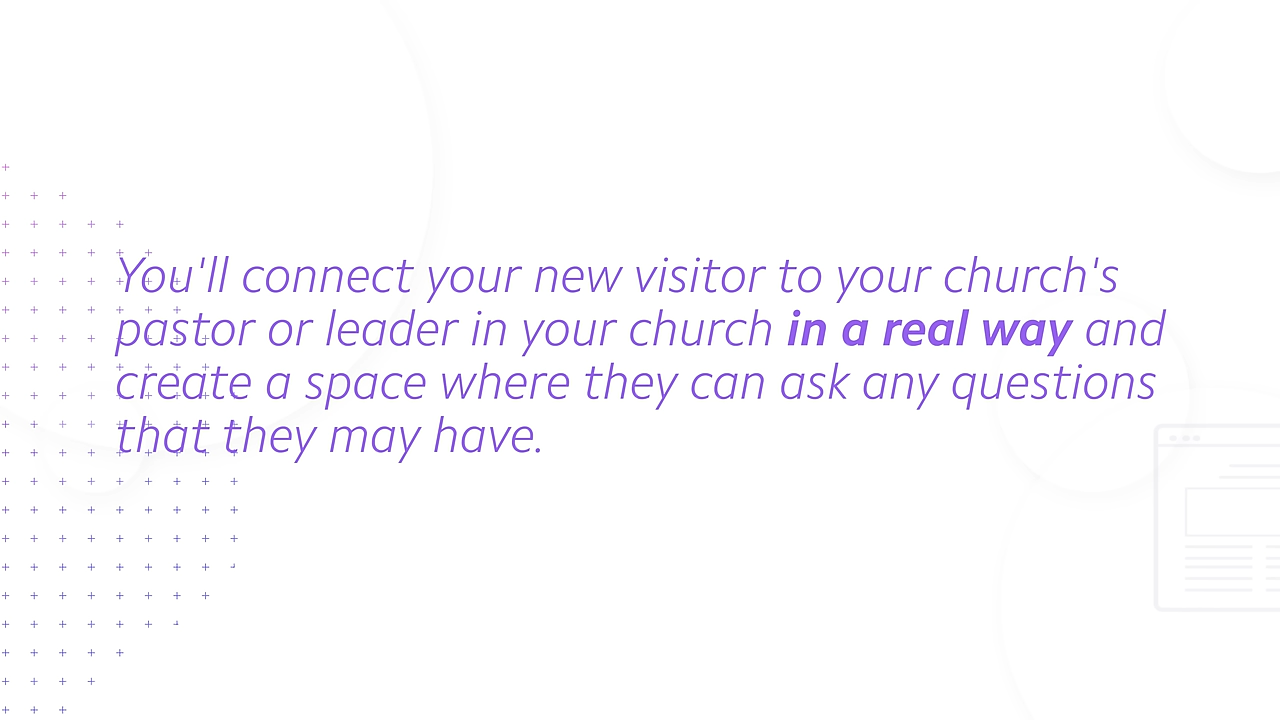 You'll connect your new visitor to your church's
pastor or leader in your church in a real way and
create a space where they can ask any questions
that they may have.